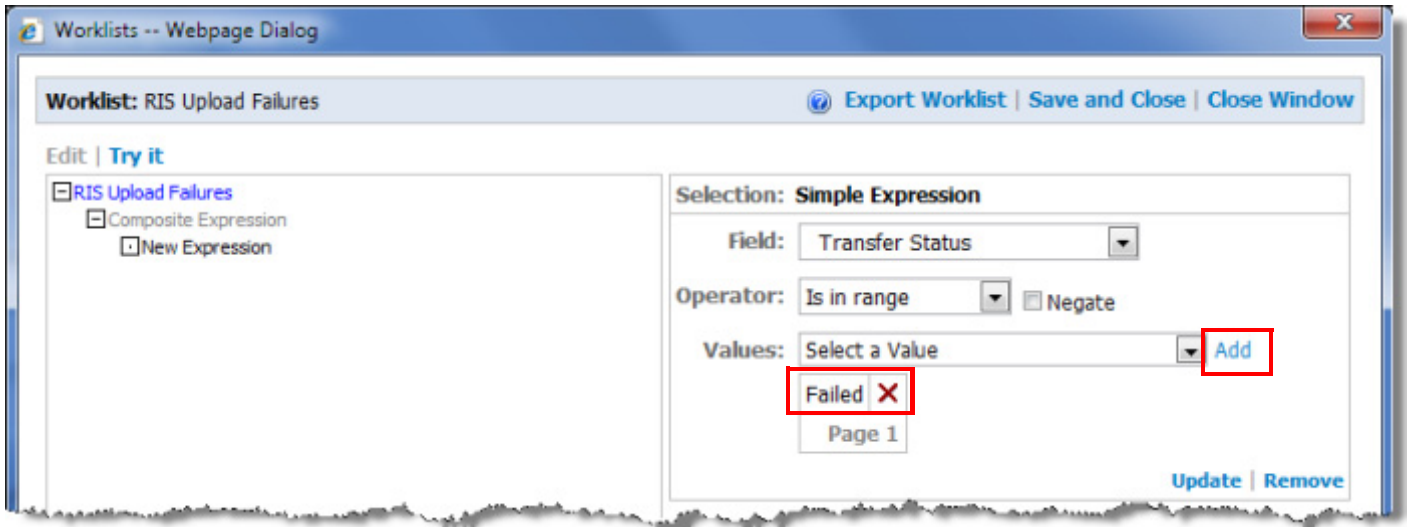 Worklists -- Webpage Dialog
Worklist: RIS Upload Failures
Export Worklist | Save and Close | Close Window
Edit | Try it
RIS Upload Failures
Composite Expression
New Expression
Selection: Simple Expression
Field: Transfer Status
Operator: Is in range Negate
Values: Select a Value Add
Failed
Page 1
Update | Remove